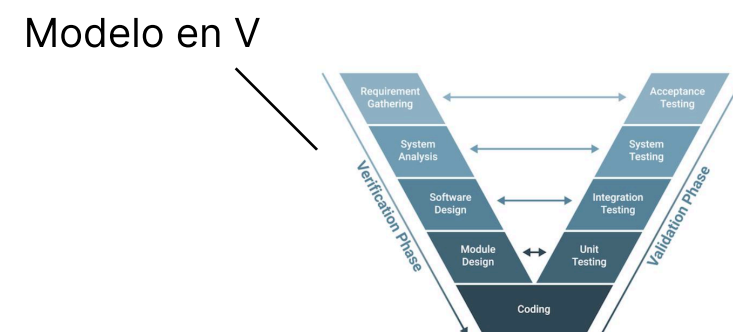 Modelo en V
Requirement
Gathering
Acceptance
Testing
System
Analysis
System
Testing
Software
Design
Integration
Testing
Module
Design
Unit
Testing
Coding
Verification Phase
Validation Phase